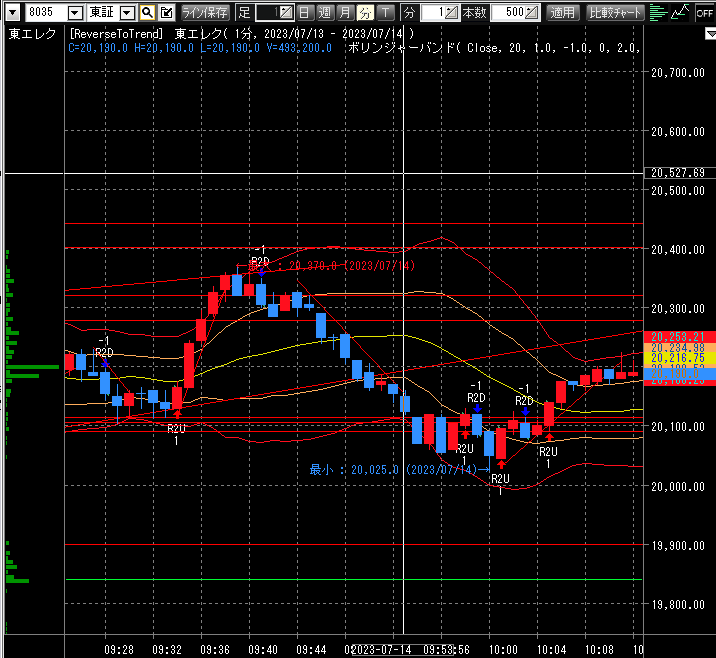 8035 東証 ライン保存 足 1 日 週 月 分 T 分 1 本数 500 適用 比較チャート OFF
東エレク [ReverseToTrend] 東エレク( 1分, 2023/07/13 - 2023/07/14 )
C=20,190.0 H=20,190.0 L=20,190.0 V=493,200.0 ボリンジャーバンド( Close, 20, 1.0, -1.0, 0, 2.0,
20,700.00
20,600.00
20,527.69
20,500.00
20,400.00
-1
R2D
: 20,370.0 (2023/07/14)
20,300.00
20,253.21
20,234.98
20,216.75
-1
R2D
-1
R2D
-1
R2D
R2U
1
20,100.00
R2U
1
R2U
1
最小 : 20,025.0 (2023/07/14)→
R2U
1
20,000.00
19,900.00
19,800.00
09:28 09:32 09:36 09:40 09:44 2023-07-14 09:53:56 10:00 10:04 10:08 10